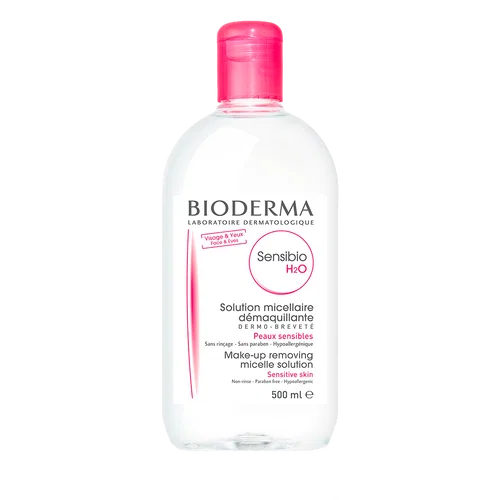 BIODERMA
LABORATOIRE DERMATOLOGIQUE
Visage & Yeux
Face & Eyes
Sensibio
H2O
Solution micellaire
démaquillante
DERMO-BREVETÉ
Peaux sensibles
Sans rinçage - Sans paraben - Hypoallergénique
Make-up removing
micelle solution
Sensitive skin
Non-rinse - Paraben free - Hypoallergenic
500 ml ℮